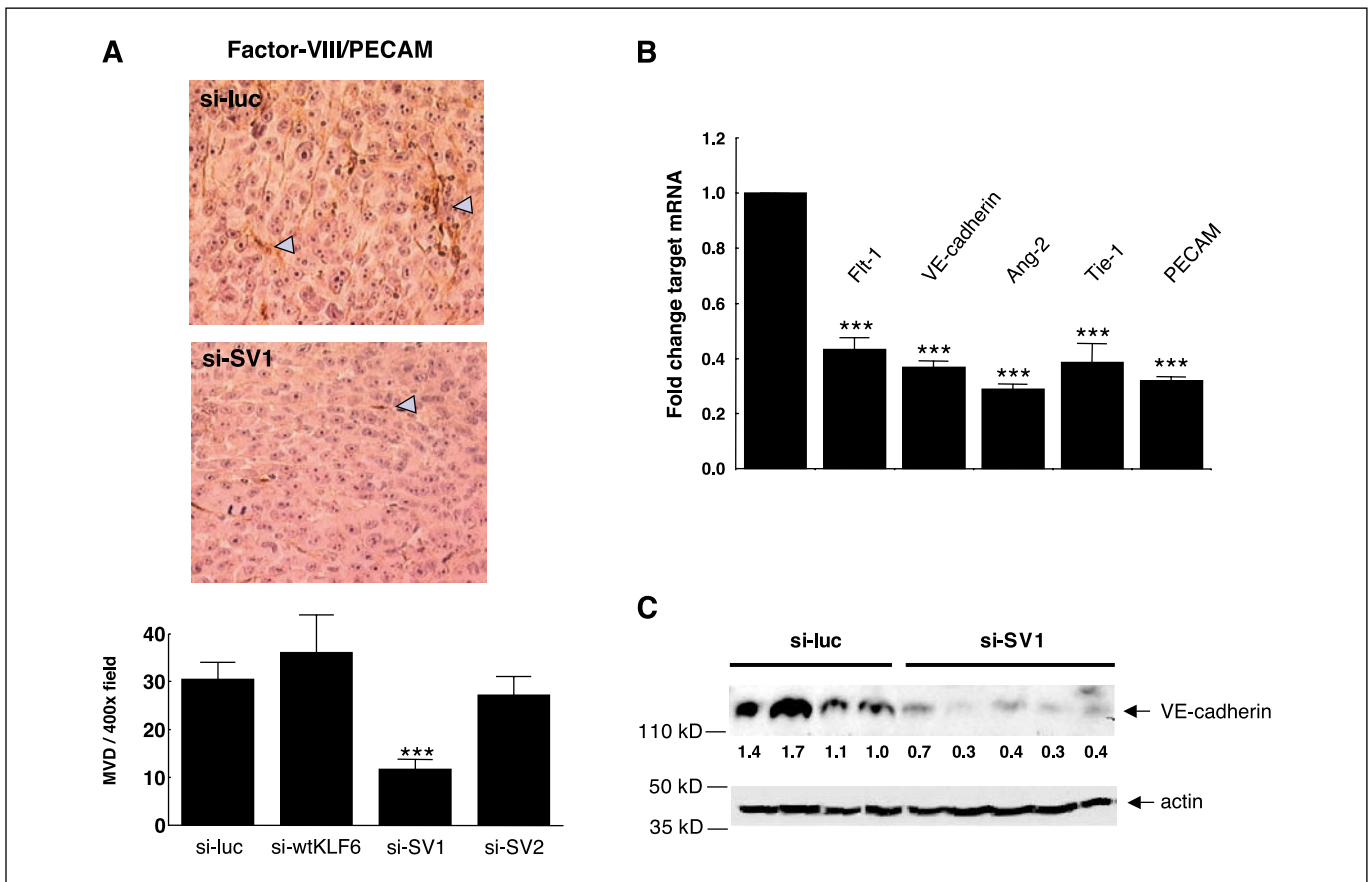 A
Factor-VIII/PECAM
si-luc
si-SV1
MVD / 400x field
40
30
20
10
0
***
si-luc si-wtKLF6 si-SV1 si-SV2
B
Fold change target mRNA
1.2
1.0
0.8
0.6
0.4
0.2
0.0
Flt-1 VE-cadherin Ang-2 Tie-1 PECAM
*** *** *** *** ***
C
si-luc si-SV1
VE-cadherin
110 kD
1.4 1.7 1.1 1.0 0.7 0.3 0.4 0.3 0.4
50 kD
actin
35 kD